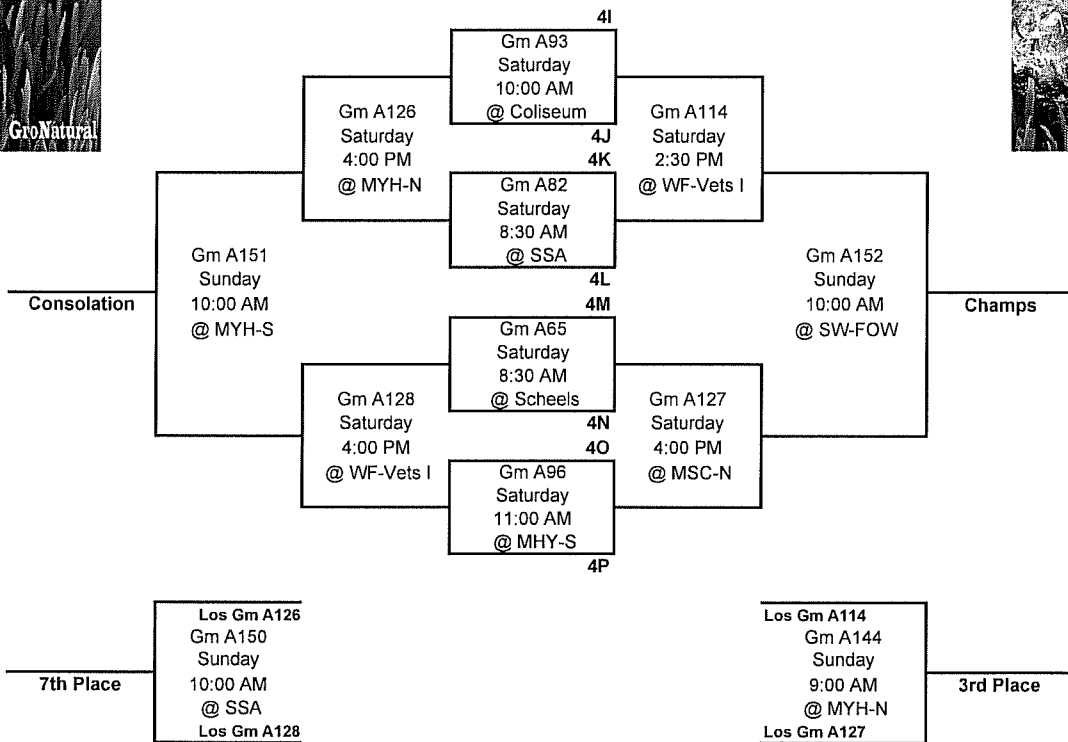 GroNatural
4I
Gm A93
Saturday
10:00 AM
@ Coliseum
4J
Gm A126
Saturday
4:00 PM
@ MYH-N
Gm A114
Saturday
2:30 PM
@ WF-Vets I
4K
Gm A82
Saturday
8:30 AM
@ SSA
4L
Gm A151
Sunday
10:00 AM
@ MYH-S
Consolation
Gm A152
Sunday
10:00 AM
@ SW-FOW
Champs
4M
Gm A65
Saturday
8:30 AM
@ Scheels
4N
Gm A128
Saturday
4:00 PM
@ WF-Vets I
Gm A127
Saturday
4:00 PM
@ MSC-N
4O
Gm A96
Saturday
11:00 AM
@ MHY-S
4P
Los Gm A126
Gm A150
Sunday
10:00 AM
@ SSA
Los Gm A128
7th Place
Los Gm A114
Gm A144
Sunday
9:00 AM
@ MYH-N
Los Gm A127
3rd Place